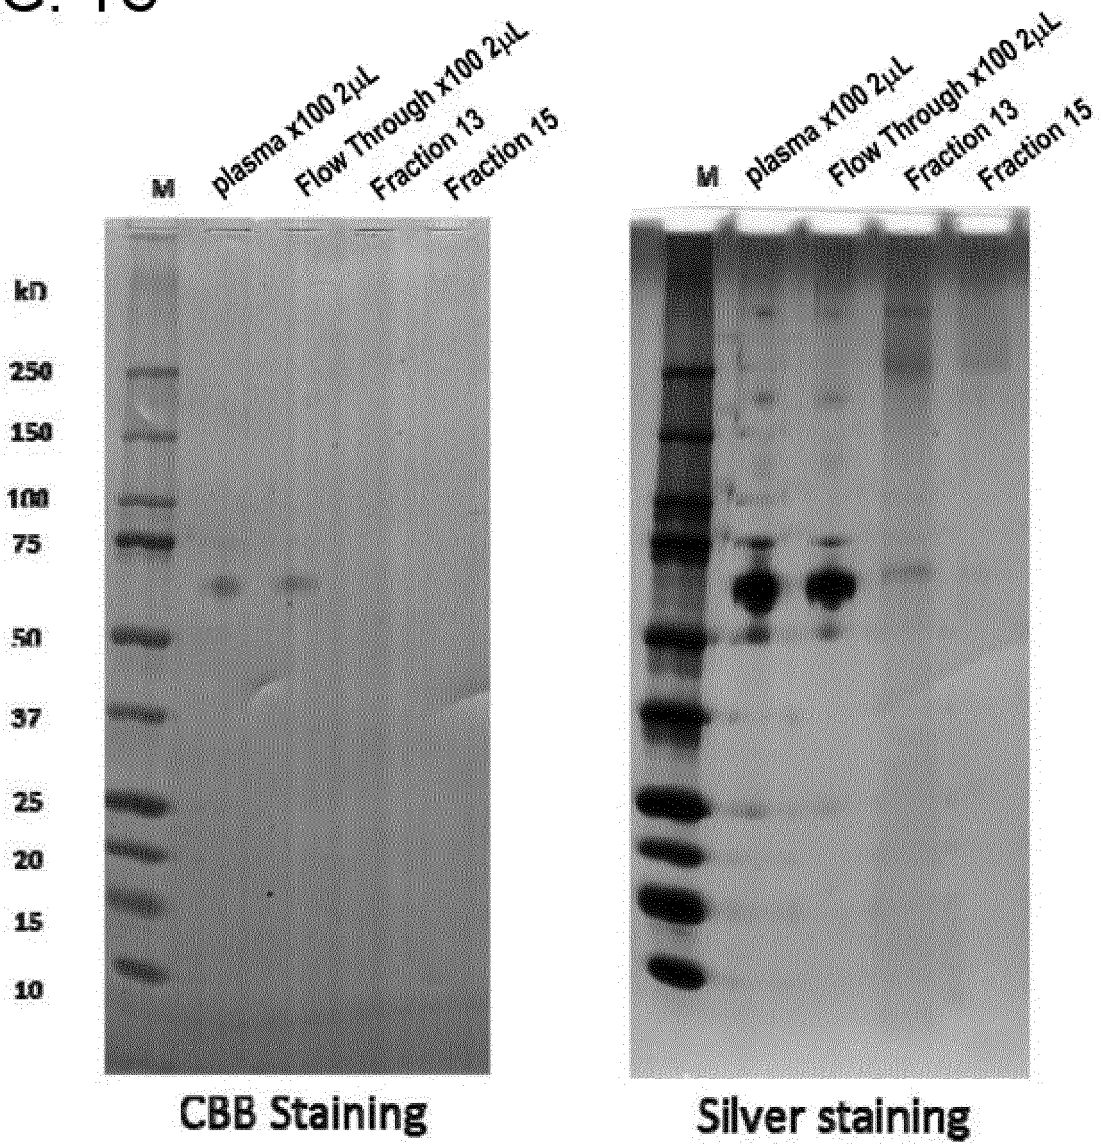 M
plasma x100 2μL
Flow Through x100 2μL
Fraction 13
Fraction 15
M
plasma x100 2μL
Flow Through x100 2μL
Fraction 13
Fraction 15
kD
250
150
100
75
50
37
25
20
15
10
CBB Staining
Silver staining